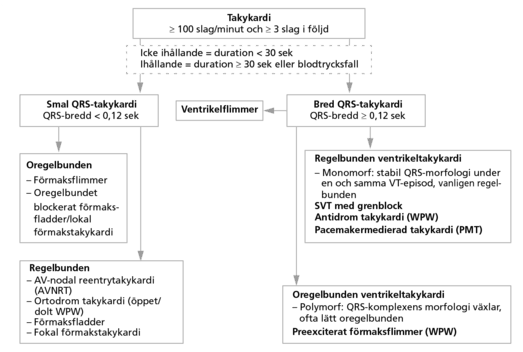 Takykardi
≥ 100 slag/minut och ≥ 3 slag i följd
Icke ihållande = duration < 30 sek
Ihållande = duration ≥ 30 sek eller blodtrycksfall
Smal QRS-takykardi
QRS-bredd < 0,12 sek
Ventrikelflimmer
Bred QRS-takykardi
QRS-bredd ≥ 0,12 sek
Oregelbunden
– Förmaksflimmer
– Oregelbundet
blockerat förmaks-
fladder/lokal
förmakstakykardi
Regelbunden ventrikeltakykardi
– Monomorf: stabil QRS-morfologi under
en och samma VT-episod, vanligen regel-
bunden
SVT med grenblock
Antidrom takykardi (WPW)
Pacemakermedierad takykardi (PMT)
Regelbunden
– AV-nodal reentrytakykardi
(AVNRT)
– Ortodrom takykardi (öppet/
dolt WPW)
– Förmaksfladder
– Fokal förmakstakykardi
Oregelbunden ventrikeltakykardi
– Polymorf: QRS-komplexens morfologi växlar,
ofta lätt oregelbunden
Preexciterat förmaksflimmer (WPW)